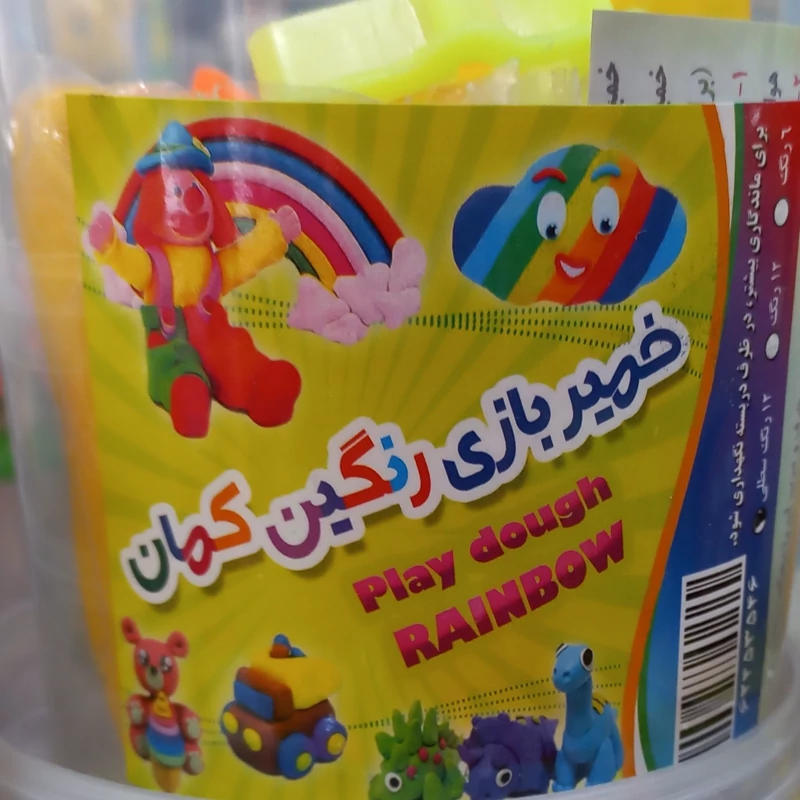 خمیر بازی رنگین کمان
Play dough
RAINBOW
برای ماندگاری بیشتر، در ظرف دربسته نگهداری شود.
۶ رنگ
۱۲ رنگ
۱۲ رنگ سطلی